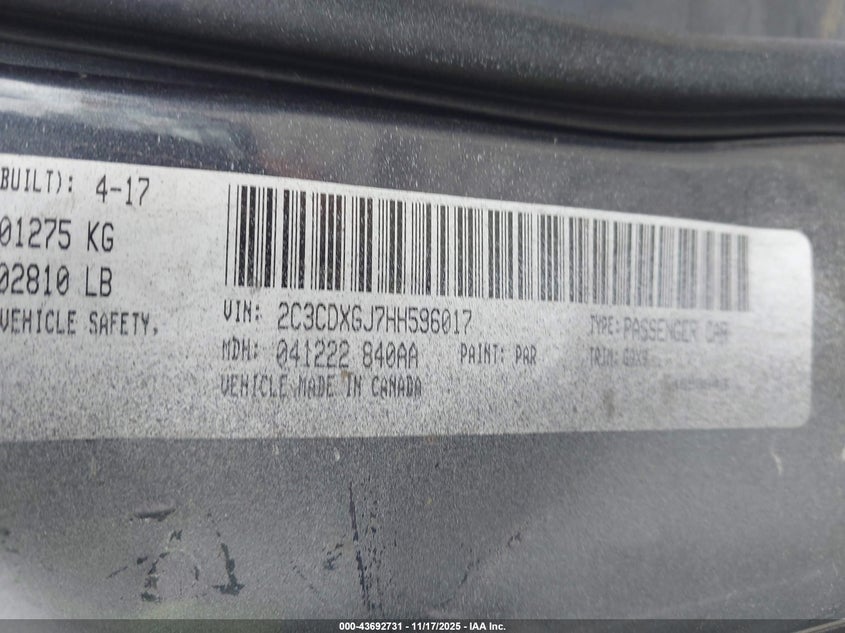 BUILT): 4-17
01275 KG
02810 LB
VEHICLE SAFETY.
VIN: 2C3CDXGJ7HH596017
TYPE: PASSENGER CAR
MDH: 041222 840AA
PAINT: PAR
TRIM:
VEHICLE MADE IN CANADA
000-43692731 - 11/17/2025 - IAA Inc.